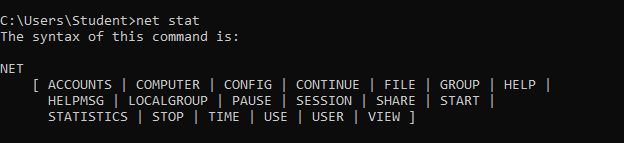 C:\Users\Student>net stat
The syntax of this command is:
NET
[ ACCOUNTS | COMPUTER | CONFIG | CONTINUE | FILE | GROUP | HELP |
HELPMSG | LOCALGROUP | PAUSE | SESSION | SHARE | START |
STATISTICS | STOP | TIME | USE | USER | VIEW ]